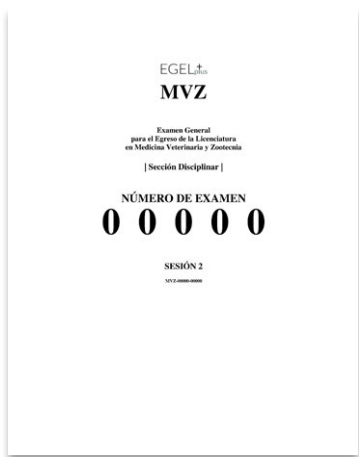 EGEL+plus
MVZ
Examen General
para el Egreso de la Licenciatura
en Medicina Veterinaria y Zootecnia
| Sección Disciplinar |
NÚMERO DE EXAMEN
0 0 0 0 0
SESIÓN 2
MVZ-00000-00000